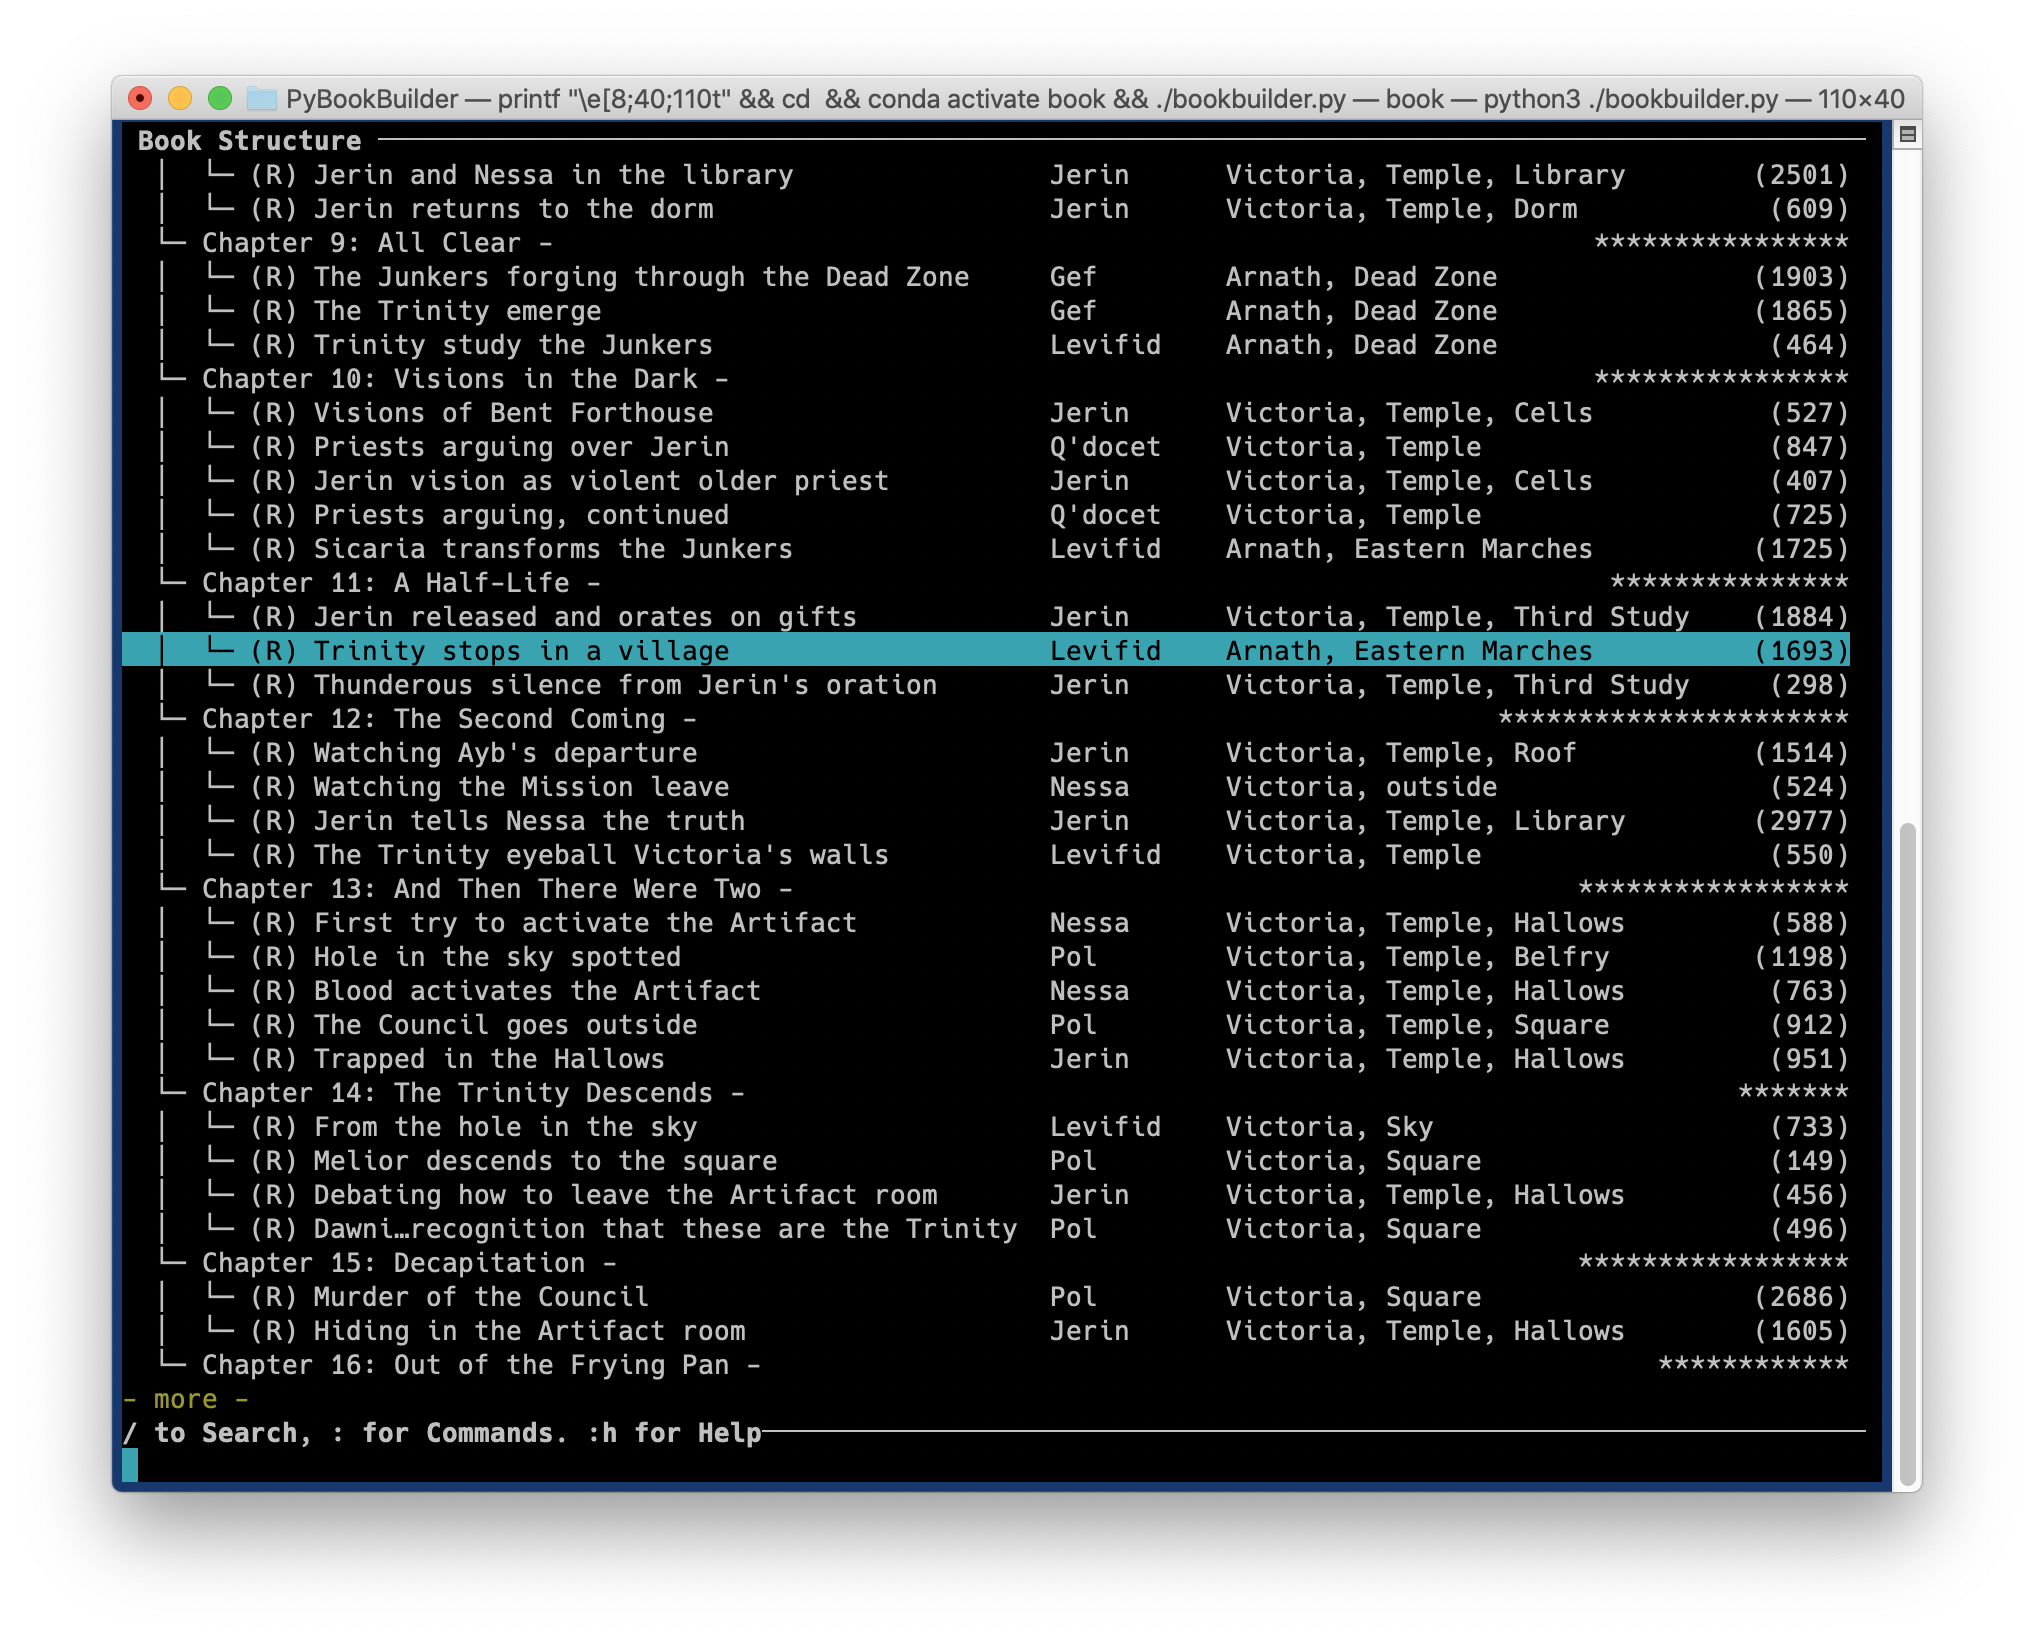 PyBookBuilder — printf "\e[8;40;110t" && cd  && conda activate book && ./bookbuilder.py — book — python3 ./bookbuilder.py — 110×40
Book Structure
(R) Jerin and Nessa in the library Jerin Victoria, Temple, Library (2501)
(R) Jerin returns to the dorm Jerin Victoria, Temple, Dorm (609)
Chapter 9: All Clear - ****************
(R) The Junkers forging through the Dead Zone Gef Arnath, Dead Zone (1903)
(R) The Trinity emerge Gef Arnath, Dead Zone (1865)
(R) Trinity study the Junkers Levifid Arnath, Dead Zone (464)
Chapter 10: Visions in the Dark - ****************
(R) Visions of Bent Forthouse Jerin Victoria, Temple, Cells (527)
(R) Priests arguing over Jerin Q'docet Victoria, Temple (847)
(R) Jerin vision as violent older priest Jerin Victoria, Temple, Cells (407)
(R) Priests arguing, continued Q'docet Victoria, Temple (725)
(R) Sicaria transforms the Junkers Levifid Arnath, Eastern Marches (1725)
Chapter 11: A Half-Life - ***************
(R) Jerin released and orates on gifts Jerin Victoria, Temple, Third Study (1884)
(R) Trinity stops in a village Levifid Arnath, Eastern Marches (1693)
(R) Thunderous silence from Jerin's oration Jerin Victoria, Temple, Third Study (298)
Chapter 12: The Second Coming - **********************
(R) Watching Ayb's departure Jerin Victoria, Temple, Roof (1514)
(R) Watching the Mission leave Nessa Victoria, outside (524)
(R) Jerin tells Nessa the truth Jerin Victoria, Temple, Library (2977)
(R) The Trinity eyeball Victoria's walls Levifid Victoria, Temple (550)
Chapter 13: And Then There Were Two - *****************
(R) First try to activate the Artifact Nessa Victoria, Temple, Hallows (588)
(R) Hole in the sky spotted Pol Victoria, Temple, Belfry (1198)
(R) Blood activates the Artifact Nessa Victoria, Temple, Hallows (763)
(R) The Council goes outside Pol Victoria, Temple, Square (912)
(R) Trapped in the Hallows Jerin Victoria, Temple, Hallows (951)
Chapter 14: The Trinity Descends - *******
(R) From the hole in the sky Levifid Victoria, Sky (733)
(R) Melior descends to the square Pol Victoria, Square (149)
(R) Debating how to leave the Artifact room Jerin Victoria, Temple, Hallows (456)
(R) Dawni…recognition that these are the Trinity Pol Victoria, Square (496)
Chapter 15: Decapitation - *****************
(R) Murder of the Council Pol Victoria, Square (2686)
(R) Hiding in the Artifact room Jerin Victoria, Temple, Hallows (1605)
Chapter 16: Out of the Frying Pan - ************
- more -
/ to Search, : for Commands. :h for Help